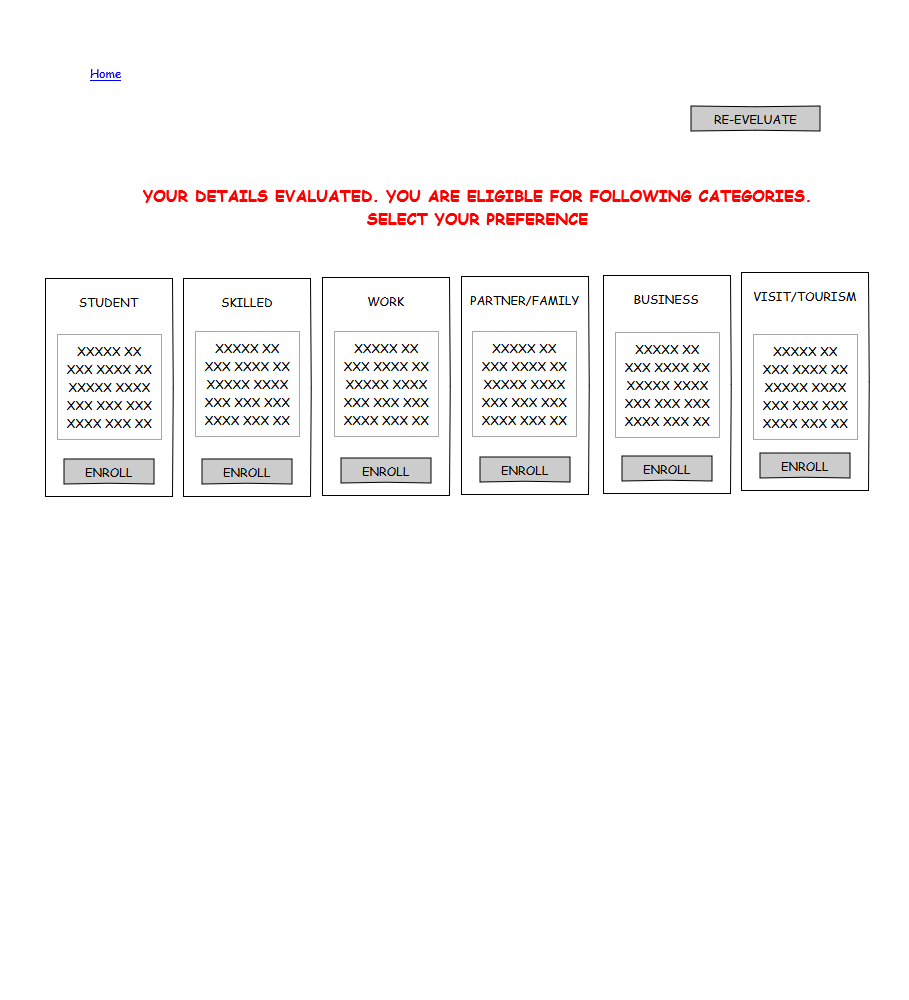 Home
RE-EVELUATE
YOUR DETAILS EVALUATED. YOU ARE ELIGIBLE FOR FOLLOWING CATEGORIES.
SELECT YOUR PREFERENCE
STUDENT
XXXXX XX
XXX XXXX XX
XXXXX XXXX
XXX XXX XXX
XXXX XXX XX
ENROLL
SKILLED
XXXXX XX
XXX XXXX XX
XXXXX XXXX
XXX XXX XXX
XXXX XXX XX
ENROLL
WORK
XXXXX XX
XXX XXXX XX
XXXXX XXXX
XXX XXX XXX
XXXX XXX XX
ENROLL
PARTNER/FAMILY
XXXXX XX
XXX XXXX XX
XXXXX XXXX
XXX XXX XXX
XXXX XXX XX
ENROLL
BUSINESS
XXXXX XX
XXX XXXX XX
XXXXX XXXX
XXX XXX XXX
XXXX XXX XX
ENROLL
VISIT/TOURISM
XXXXX XX
XXX XXXX XX
XXXXX XXXX
XXX XXX XXX
XXXX XXX XX
ENROLL